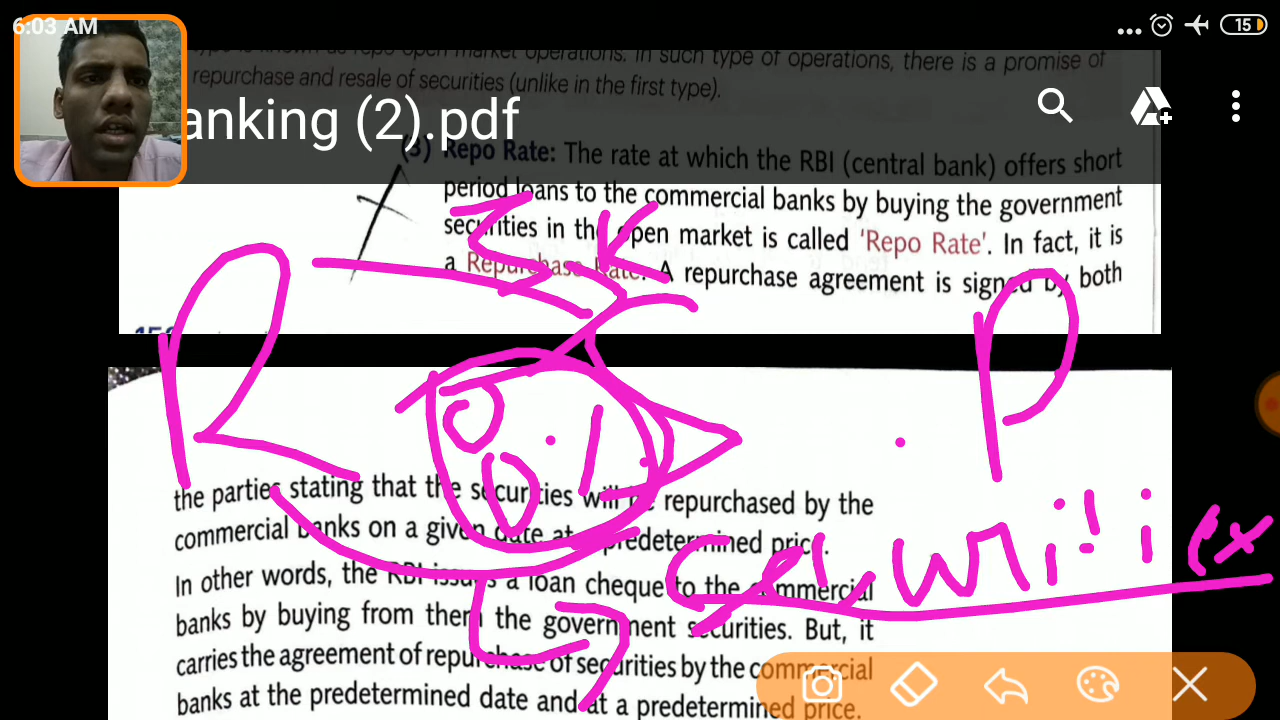 6:03 AM
15
repo open market operations. In such type of operations, there is a promise of
repurchase and resale of securities (unlike in the first type).
anking (2).pdf
(3) Repo Rate: The rate at which the RBI (central bank) offers short
period loans to the commercial banks by buying the government
securities in the open market is called 'Repo Rate'. In fact, it is
a Repurchase Rate. A repurchase agreement is signed by both
5K
R
P
the parties stating that the securities will be repurchased by the
commercial banks on a given date at a predetermined price.
securities
In other words, the RBI issues a loan cheque to the commercial
banks by buying from them the government securities. But, it
carries the agreement of repurchase of securities by the commercial
banks at the predetermined date and at a predetermined price.